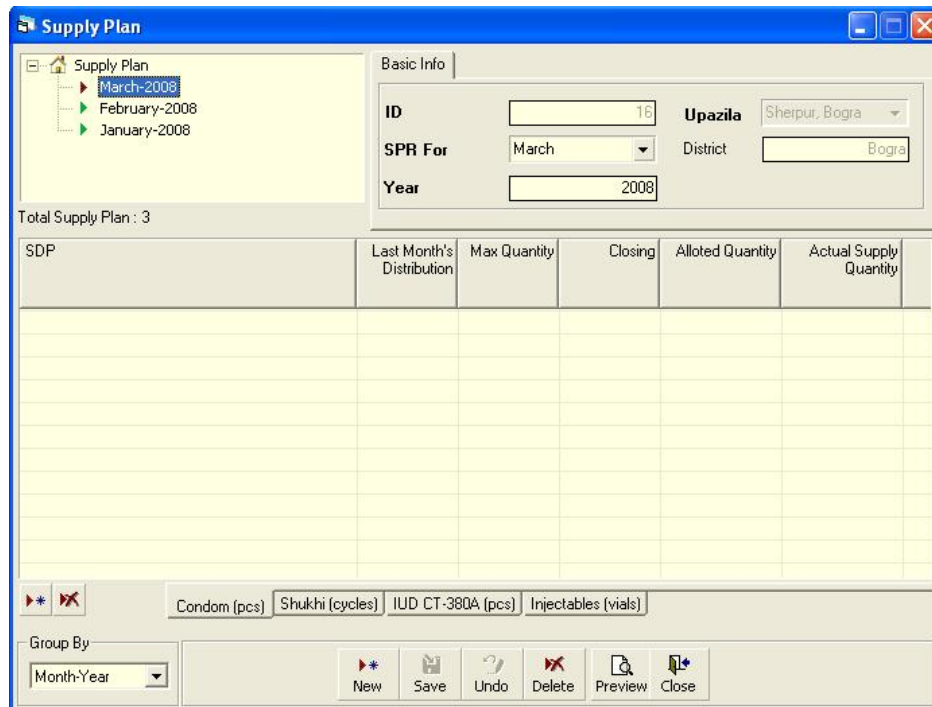 Supply Plan
Supply Plan
March-2008
February-2008
January-2008
Total Supply Plan : 3
Basic Info
ID 16 Upazila Sherpur, Bogra
SPR For March District Bogra
Year 2008
SDP Last Month's Distribution Max Quantity Closing Alloted Quantity Actual Supply Quantity
Condom (pcs) Shukhi (cycles) IUD CT-380A (pcs) Injectables (vials)
Group By
Month-Year
New Save Undo Delete Preview Close